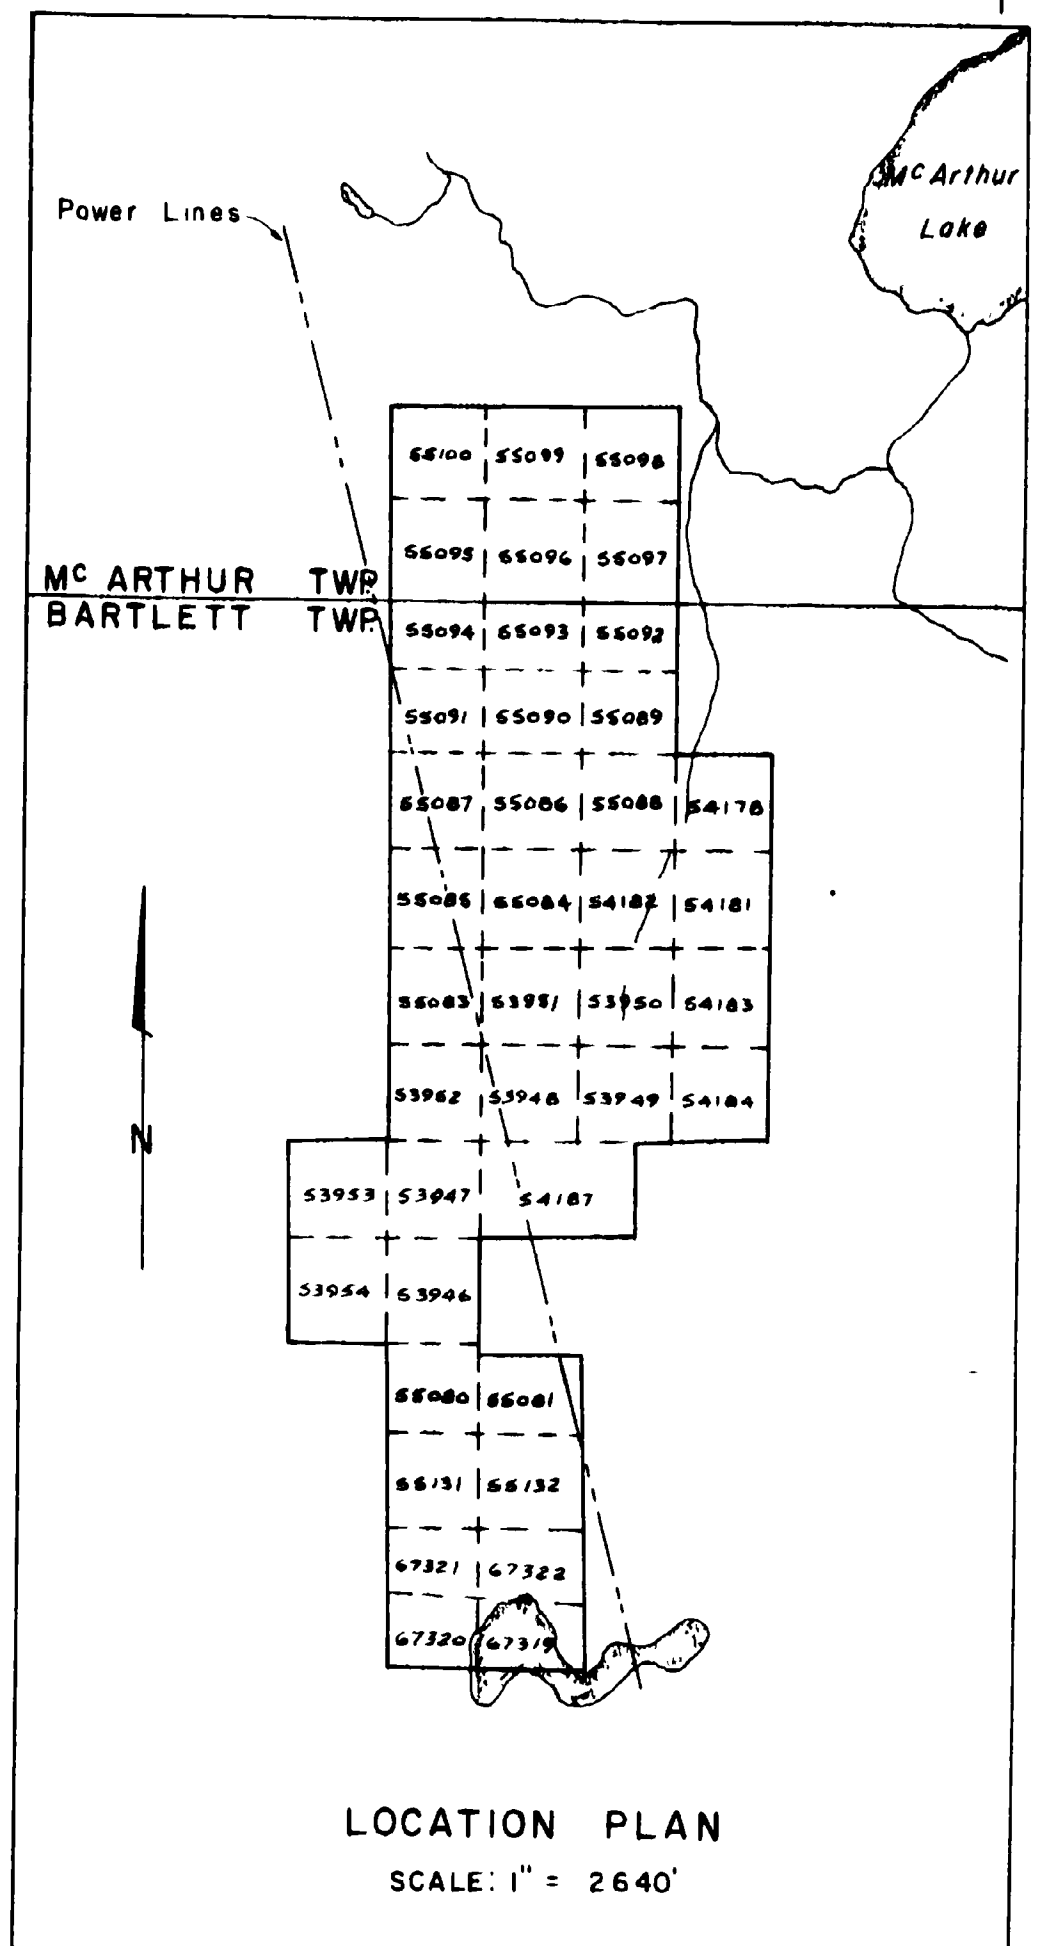 McArthur
Lake
Power Lines
55100 55099 55098
55095 55096 55097
Mc ARTHUR TWP.
BARTLETT TWP.
55094 55093 55092
55091 55090 55089
55087 55086 55088 54178
55085 55084 54182 54181
55083 53951 53950 54183
53952 53948 53949 54184
53953 53947 54187
53954 53946
55080 55081
55131 55132
67321 67322
67320 67319
N
LOCATION PLAN
SCALE: 1" = 2640'